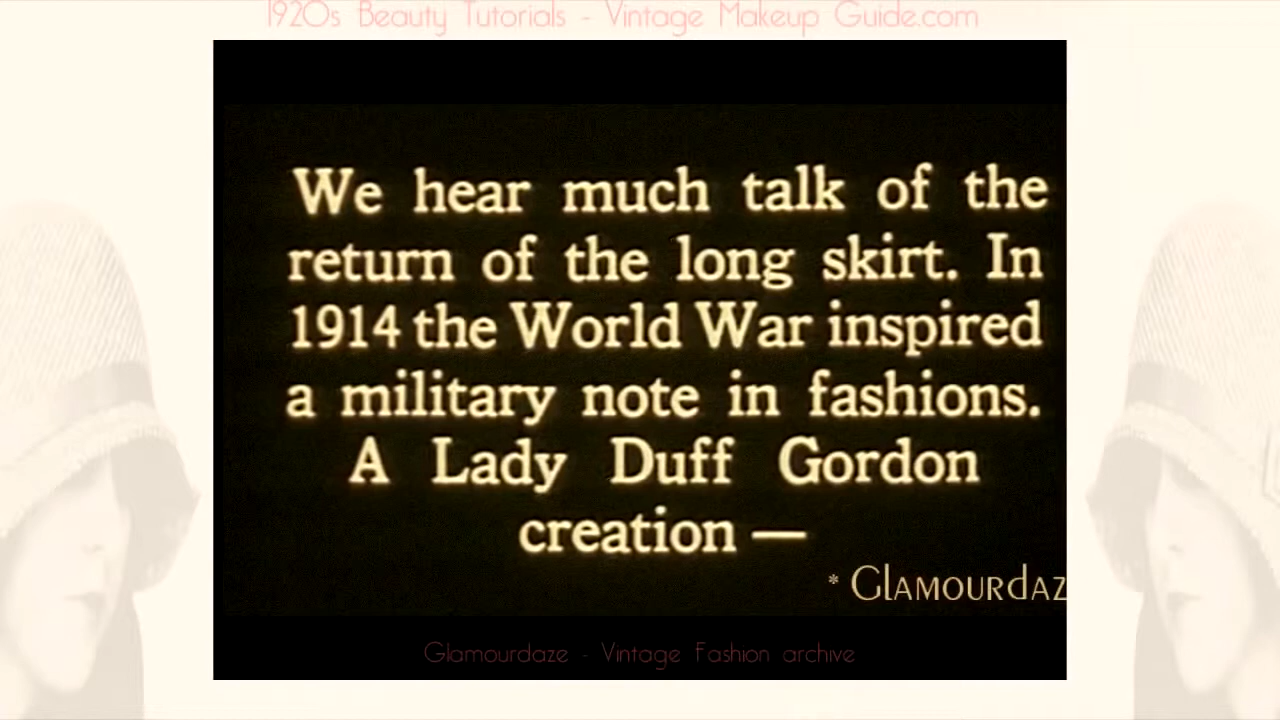 1920s Beauty Tutorials - Vintage Makeup Guide.com
We hear much talk of the
return of the long skirt. In
1914 the World War inspired
a military note in fashions.
A Lady Duff Gordon
creation —
* Glamourdaz
Glamourdaze - Vintage Fashion archive